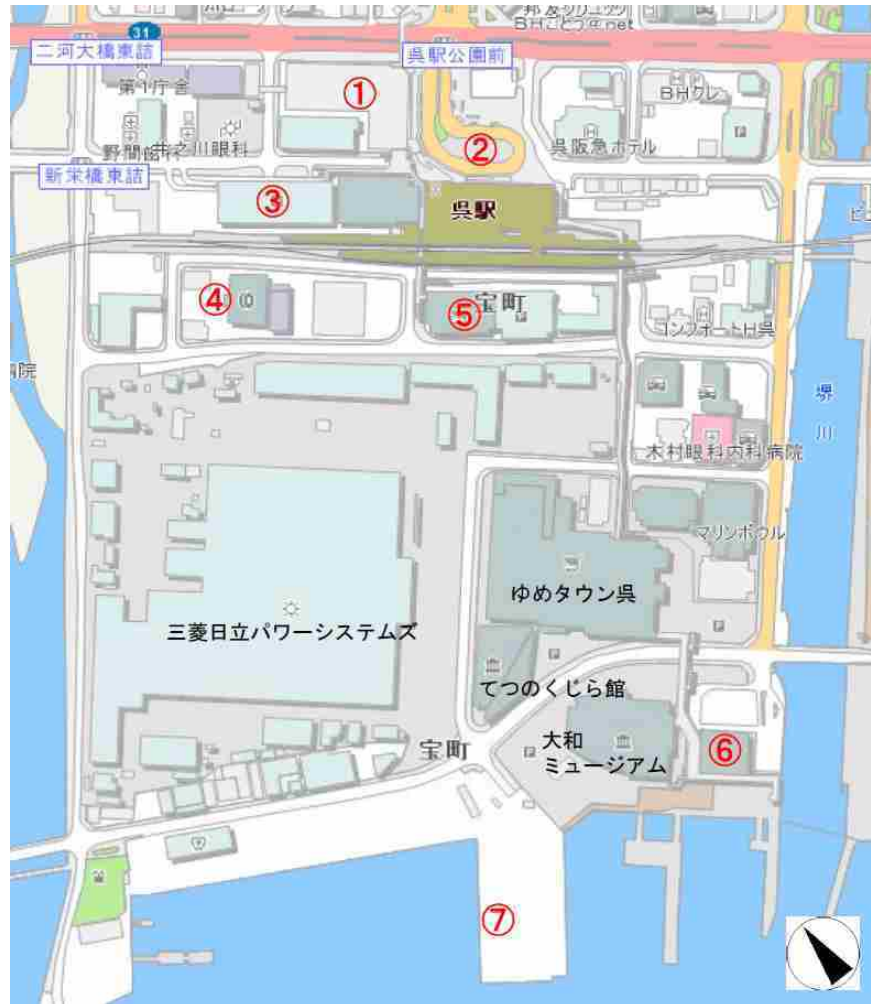 BHごとう@net
31
二河大橋東詰
呉駅公園前
第1庁舎
①
BHクレ
②
井之川眼科
呉阪急ホテル
新栄橋東詰
③
呉駅
④
宝町
⑤
コンフォートH呉
堺川
木村眼科内科病院
マリンボウル
ゆめタウン呉
三菱日立パワーシステムズ
てつのくじら館
宝町
大和
ミュージアム
⑥
⑦